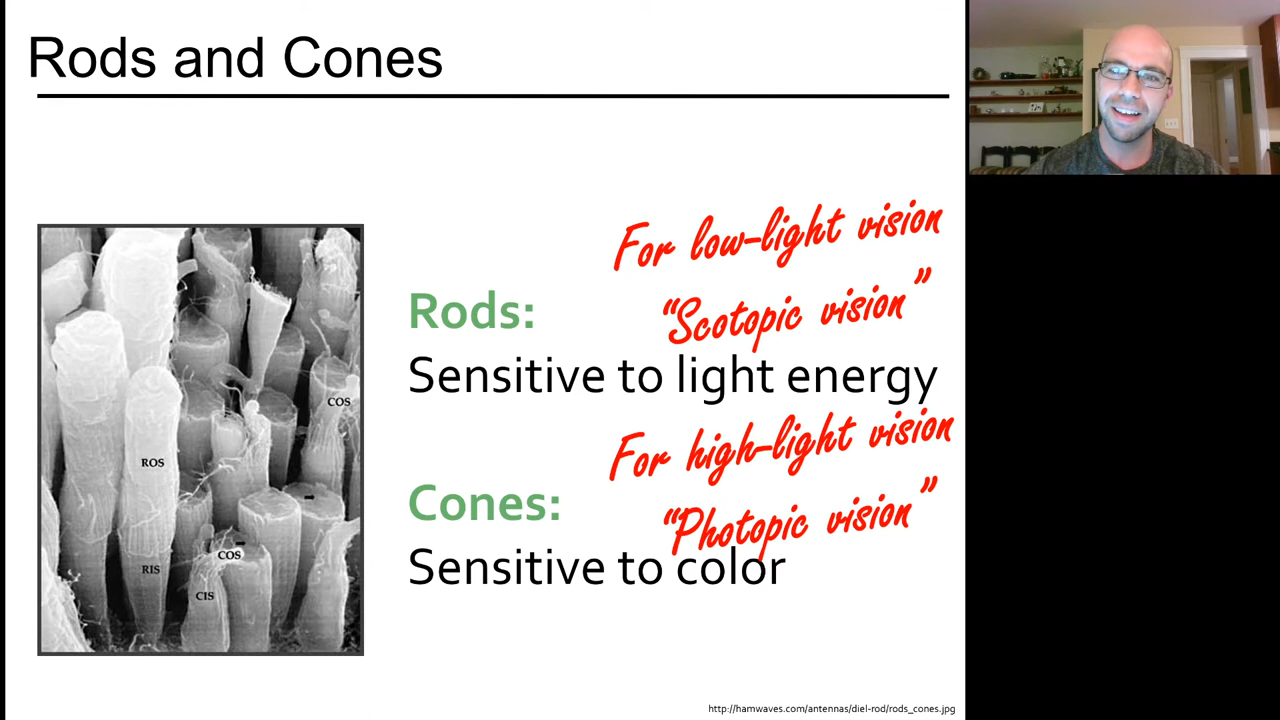 Rods and Cones
For low-light vision
“Scotopic vision”
Rods:
Sensitive to light energy
For high-light vision
“Photopic vision”
Cones:
Sensitive to color
COS
ROS
COS
RIS
CIS
http://hamwaves.com/antennas/diel-rod/rods_cones.jpg